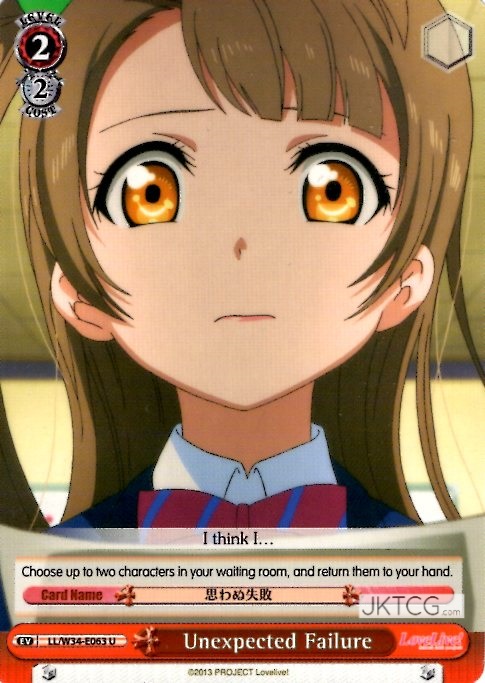 LEVEL
2
2
COST
I think I...
Choose up to two characters in your waiting room, and return them to your hand.
Card Name 思わぬ失敗
JKTCG.com
EV LL/W34-E063 U Unexpected Failure LoveLive!
©2013 PROJECT Lovelive!